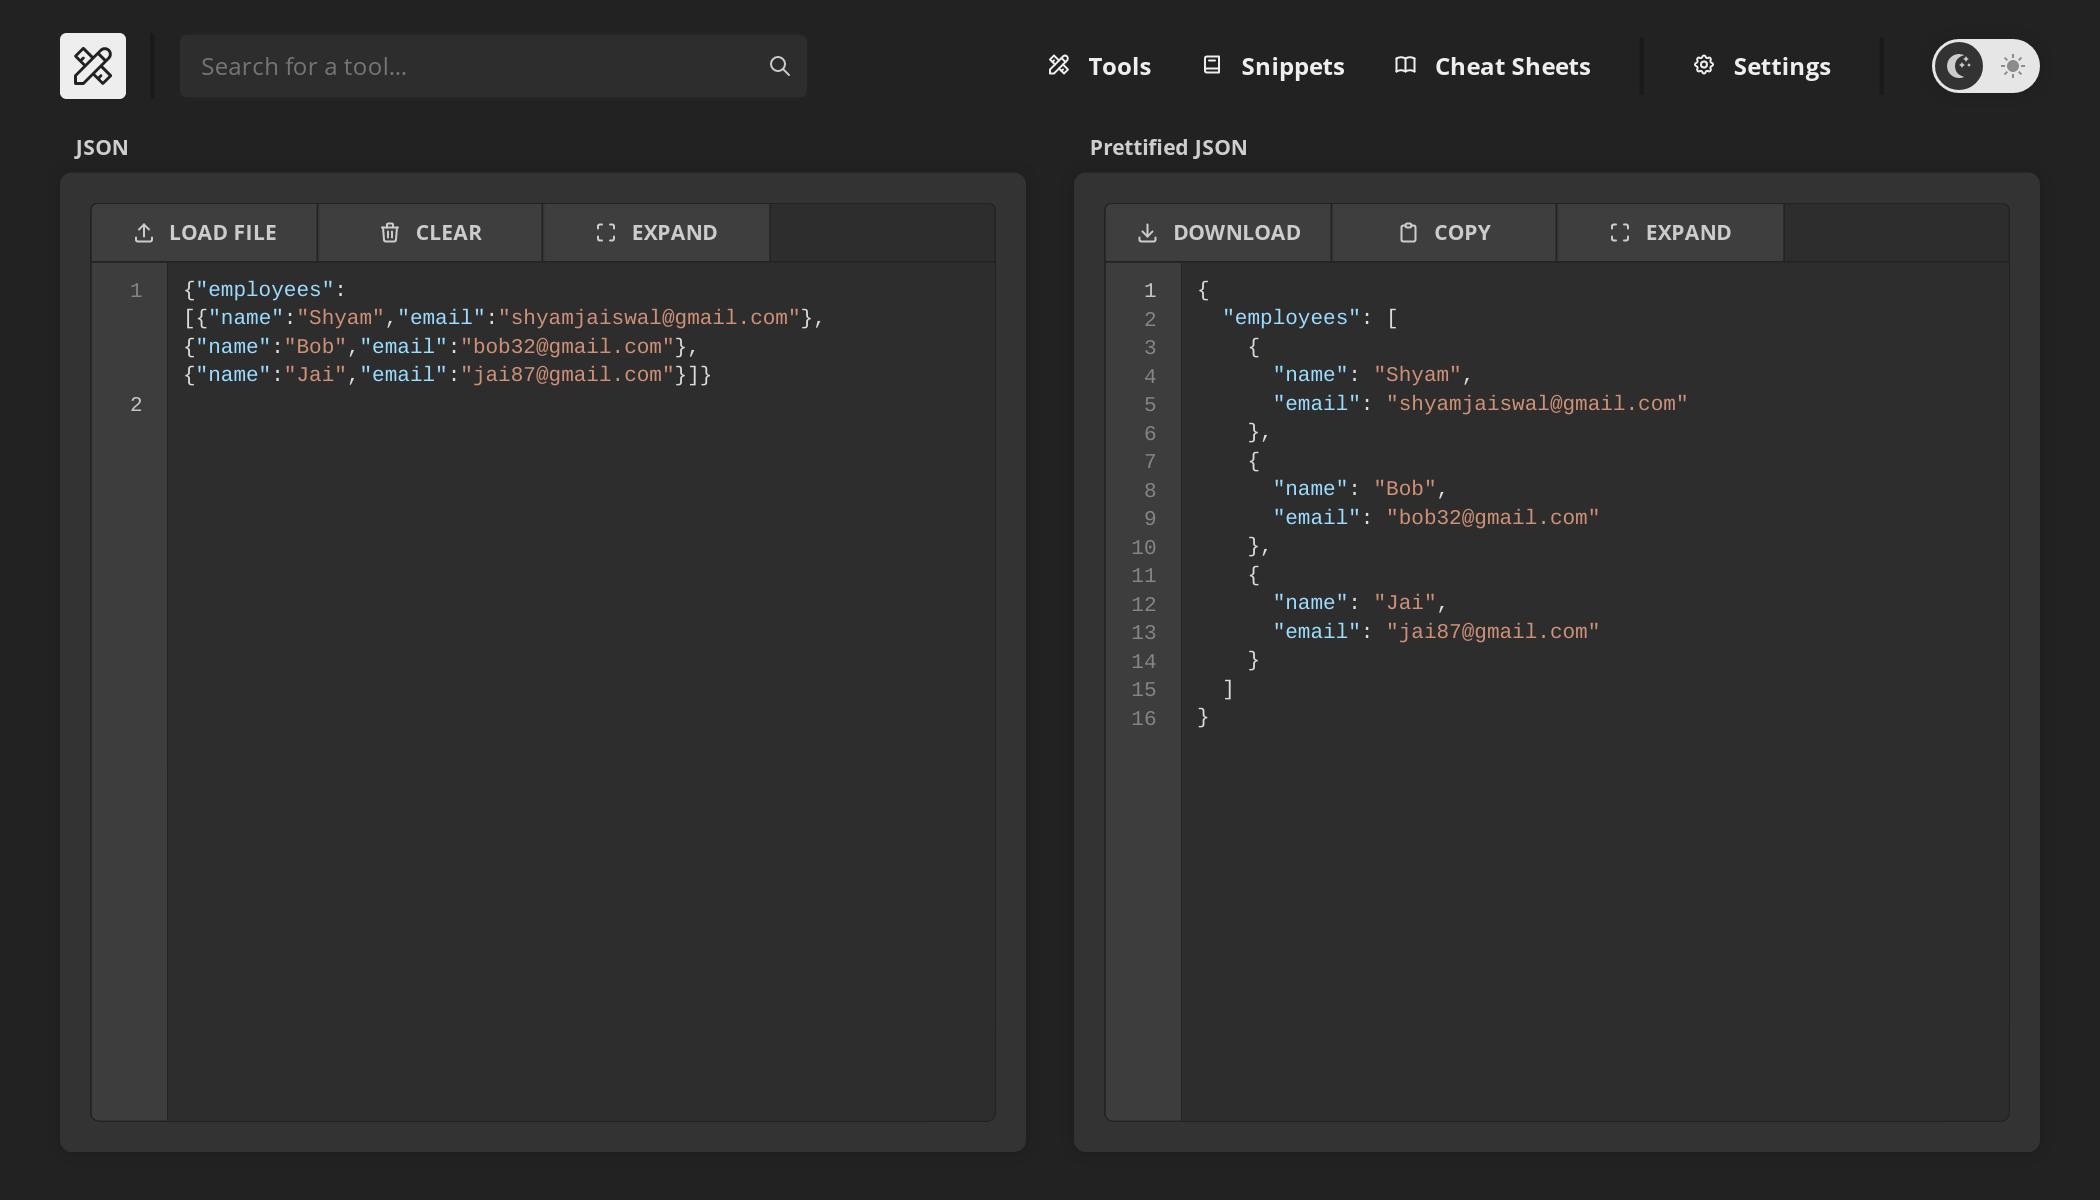 Search for a tool...
Tools
Snippets
Cheat Sheets
Settings
JSON
LOAD FILE
CLEAR
EXPAND
1 {"employees":
[{"name":"Shyam","email":"shyamjaiswal@gmail.com"},
{"name":"Bob","email":"bob32@gmail.com"},
{"name":"Jai","email":"jai87@gmail.com"}]}
2
Prettified JSON
DOWNLOAD
COPY
EXPAND
1 {
2   "employees": [
3     {
4       "name": "Shyam",
5       "email": "shyamjaiswal@gmail.com"
6     },
7     {
8       "name": "Bob",
9       "email": "bob32@gmail.com"
10     },
11     {
12       "name": "Jai",
13       "email": "jai87@gmail.com"
14     }
15   ]
16 }